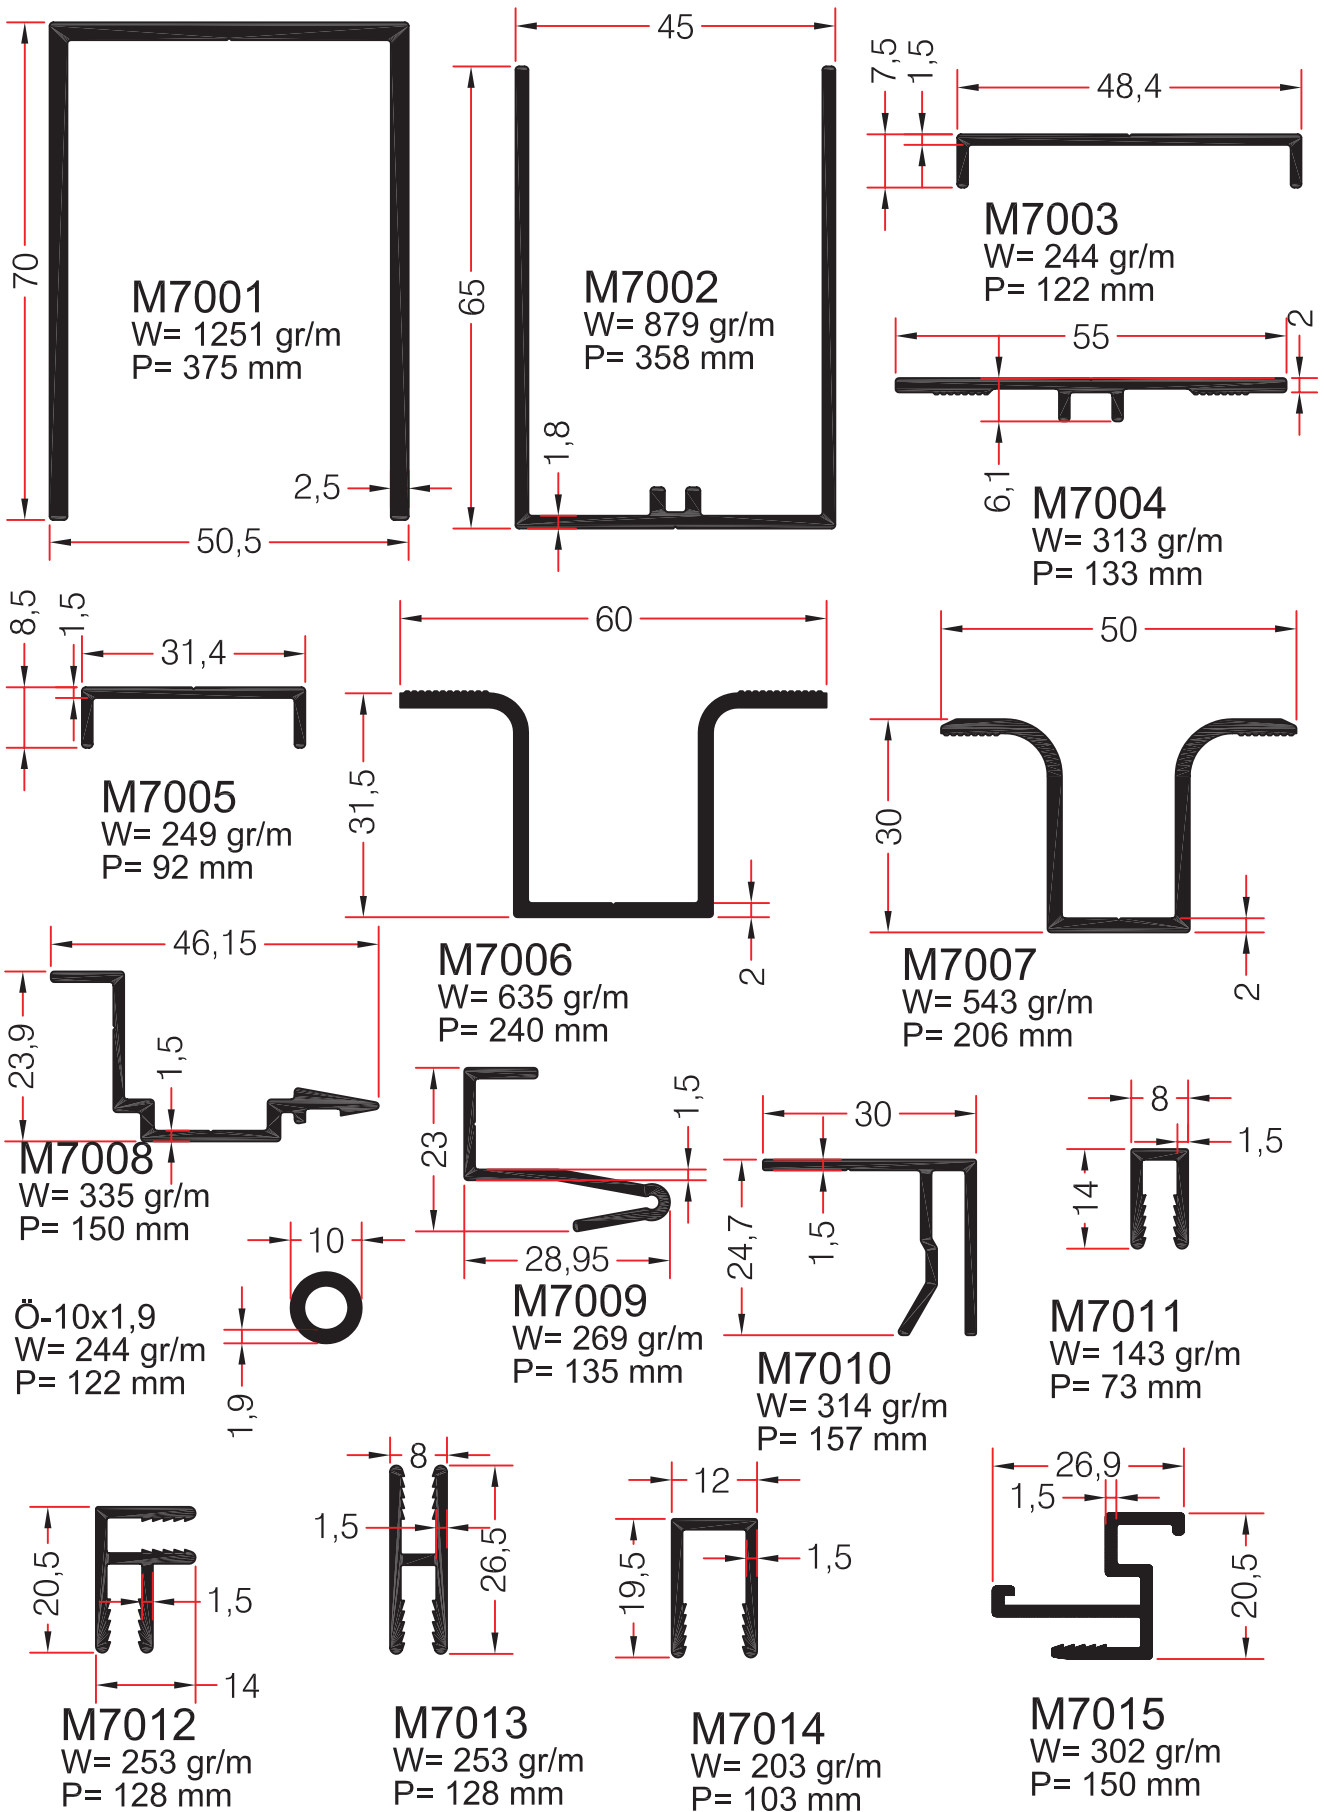 70
50,5
2,5
M7001
W= 1251 gr/m
P= 375 mm
45
65
1,8
M7002
W= 879 gr/m
P= 358 mm
7,5
1,5
48,4
M7003
W= 244 gr/m
P= 122 mm
55
2
6,1
M7004
W= 313 gr/m
P= 133 mm
8,5
1,5
31,4
M7005
W= 249 gr/m
P= 92 mm
60
31,5
2
M7006
W= 635 gr/m
P= 240 mm
50
30
2
M7007
W= 543 gr/m
P= 206 mm
46,15
23,9
1,5
M7008
W= 335 gr/m
P= 150 mm
10
Ö-10x1,9
W= 244 gr/m
P= 122 mm
1,9
23
1,5
28,95
M7009
W= 269 gr/m
P= 135 mm
30
24,7
1,5
M7010
W= 314 gr/m
P= 157 mm
8
1,5
14
M7011
W= 143 gr/m
P= 73 mm
20,5
1,5
14
M7012
W= 253 gr/m
P= 128 mm
8
1,5
26,5
M7013
W= 253 gr/m
P= 128 mm
12
19,5
1,5
M7014
W= 203 gr/m
P= 103 mm
26,9
1,5
20,5
M7015
W= 302 gr/m
P= 150 mm